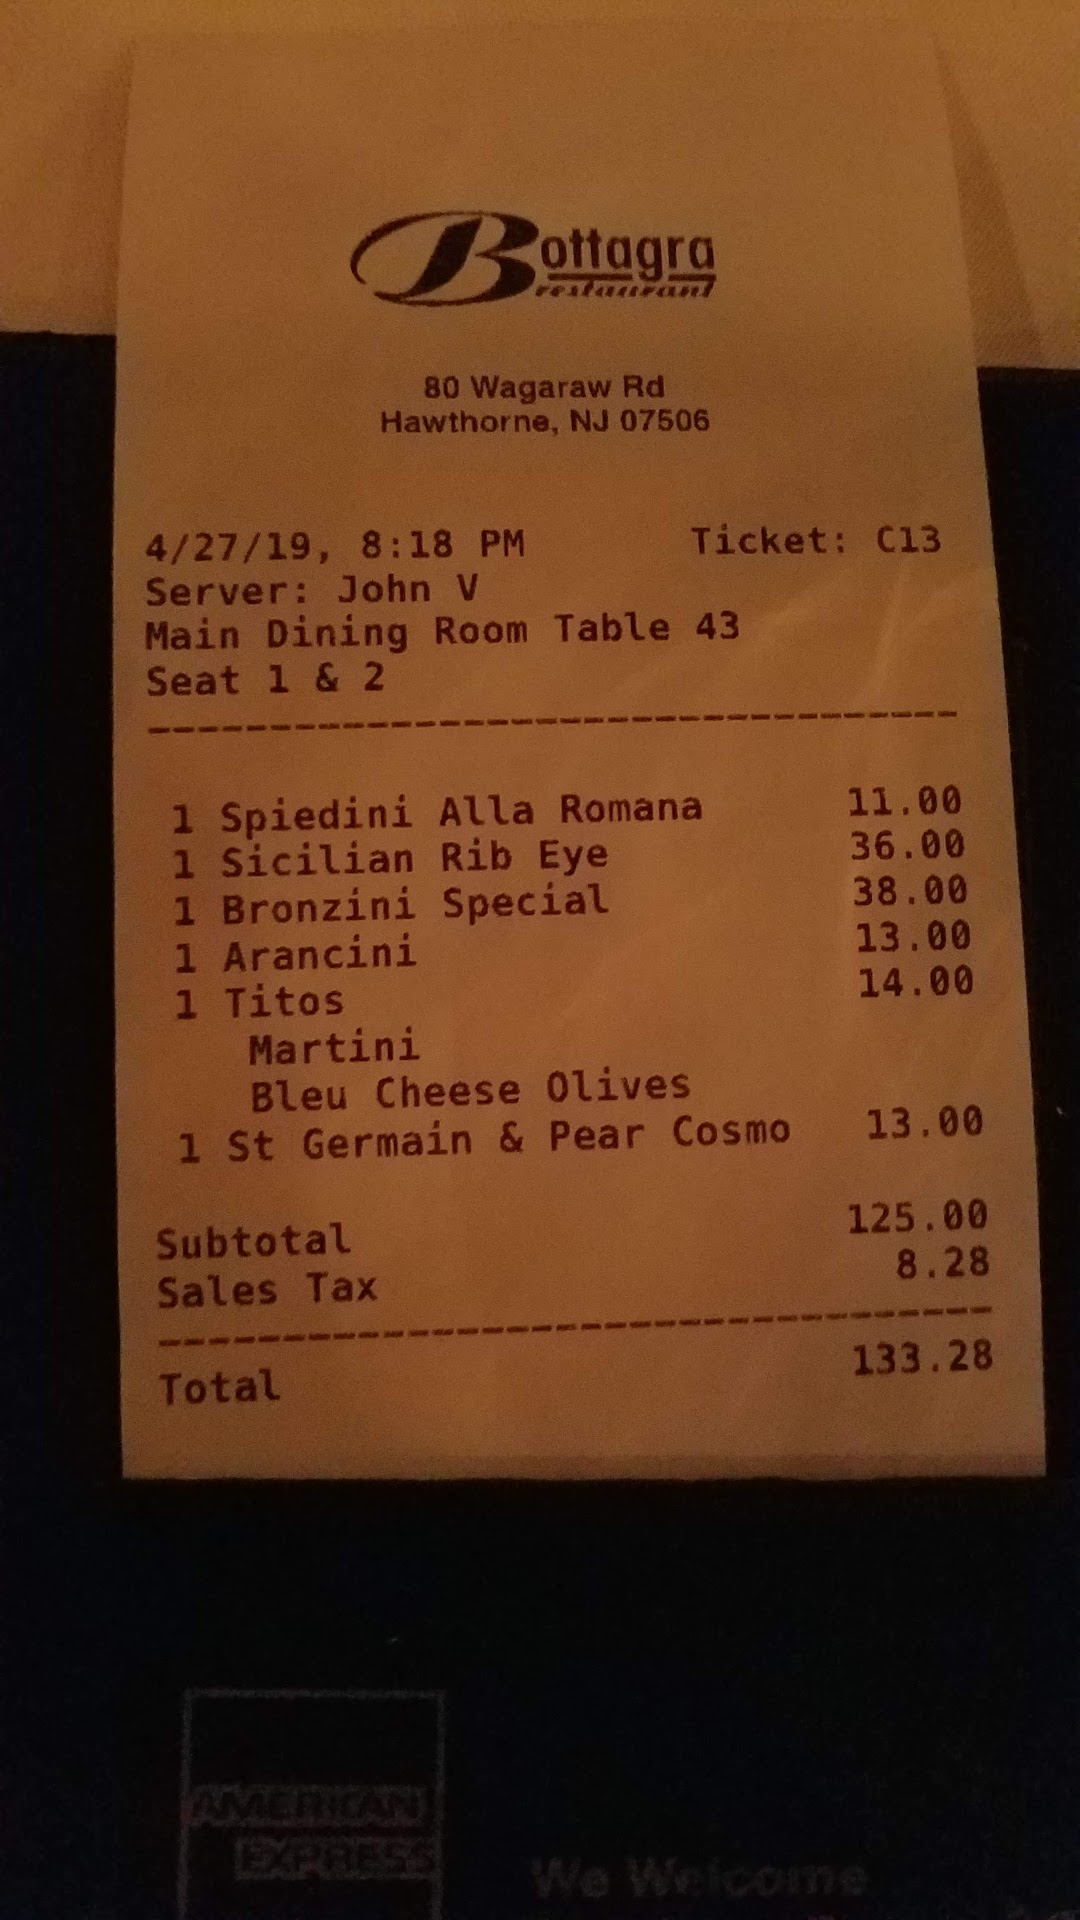 Bottagra
restaurant
80 Wagaraw Rd
Hawthorne, NJ 07506
4/27/19, 8:18 PM Ticket: C13
Server: John V
Main Dining Room Table 43
Seat 1 & 2
1 Spiedini Alla Romana 11.00
1 Sicilian Rib Eye 36.00
1 Bronzini Special 38.00
1 Arancini 13.00
1 Titos 14.00
Martini
Bleu Cheese Olives
1 St Germain & Pear Cosmo 13.00
Subtotal 125.00
Sales Tax 8.28
Total 133.28
AMERICAN
EXPRESS
We Welcome